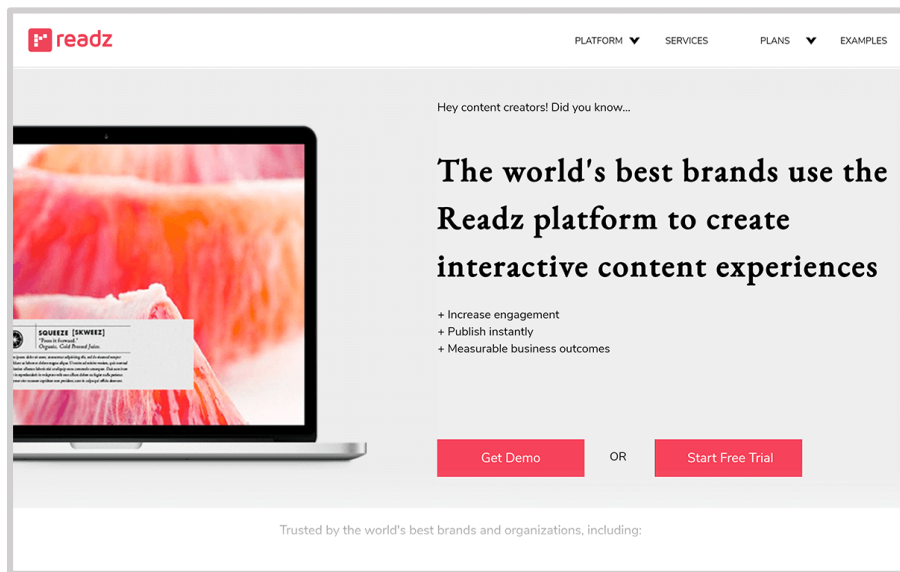 readz
PLATFORM SERVICES PLANS EXAMPLES
Hey content creators! Did you know...
The world's best brands use the
Readz platform to create
interactive content experiences
+ Increase engagement
+ Publish instantly
+ Measurable business outcomes
SQUEEZE [SKWEEZ]
"Press it forward."
Organic, Cold Pressed Juice.
Get Demo OR Start Free Trial
Trusted by the world's best brands and organizations, including: